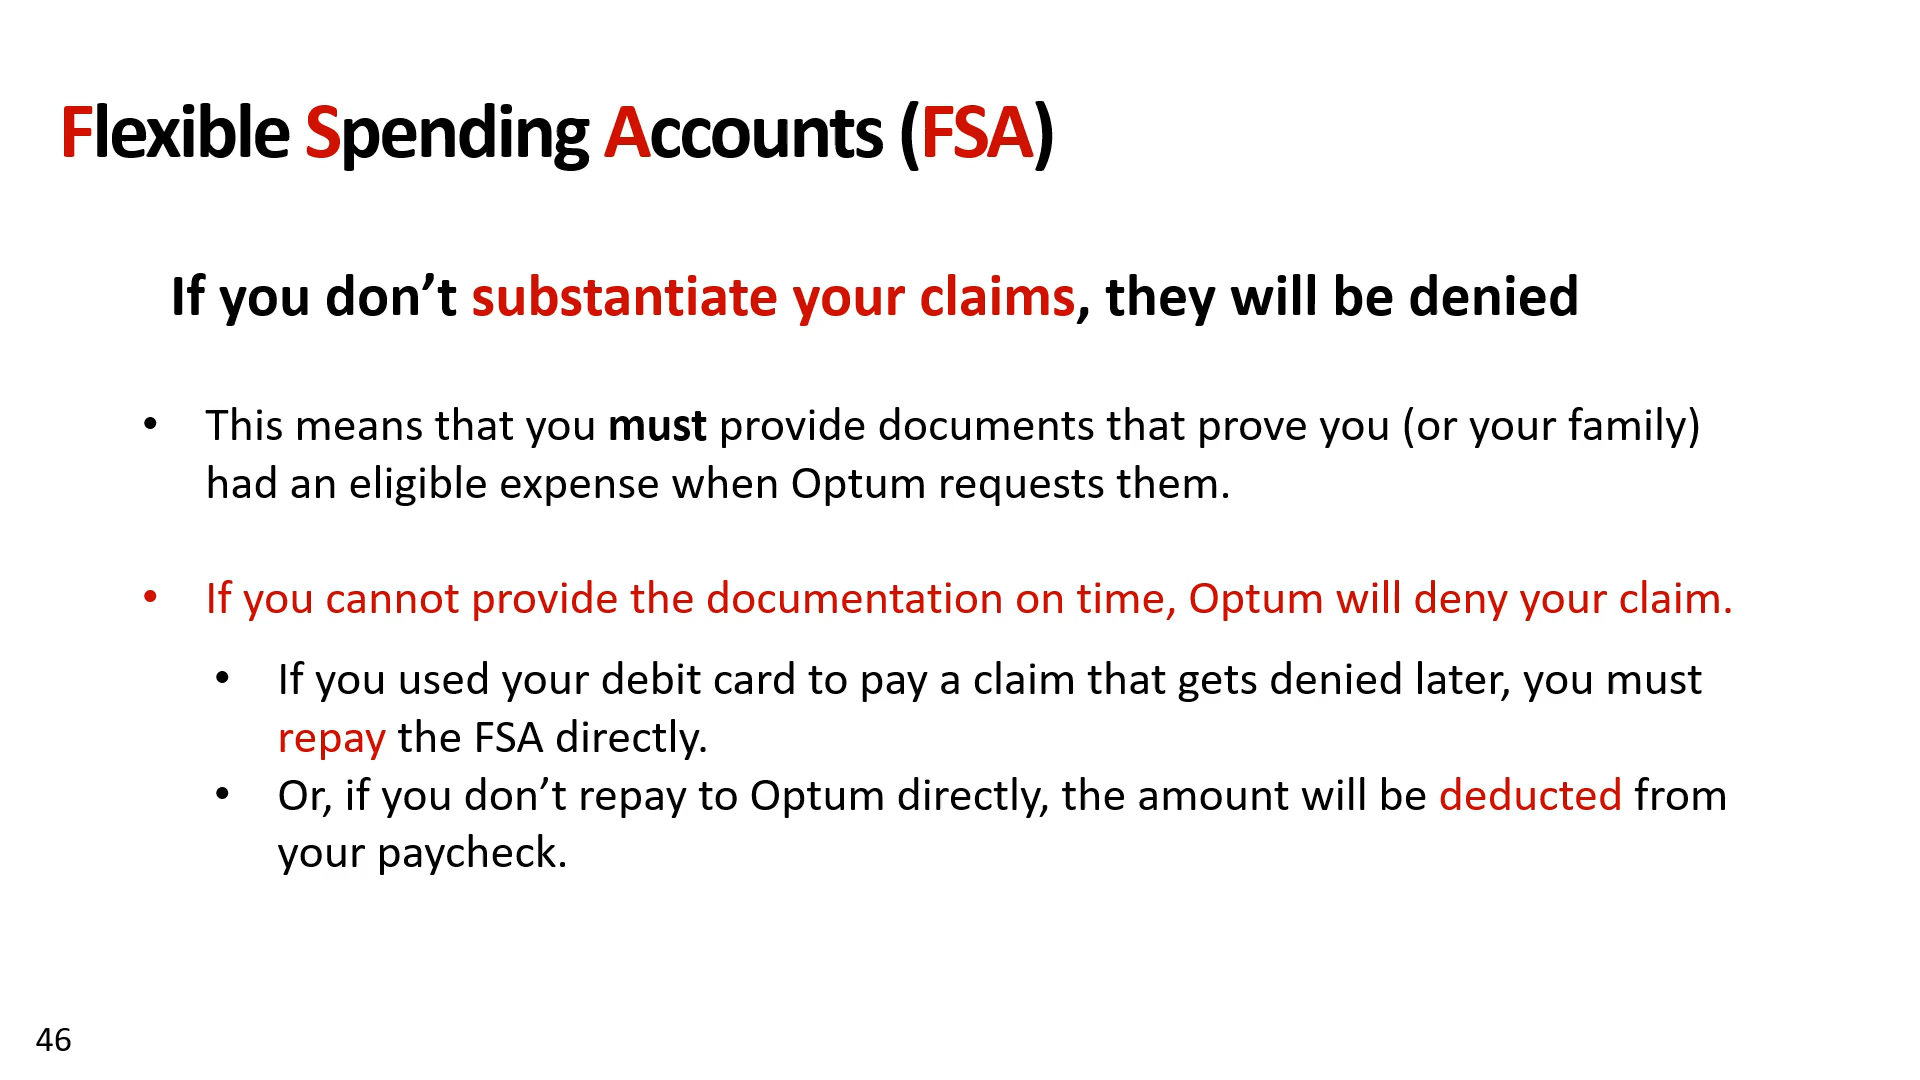 Flexible Spending Accounts (FSA)
If you don’t substantiate your claims, they will be denied
• This means that you must provide documents that prove you (or your family)
had an eligible expense when Optum requests them.
• If you cannot provide the documentation on time, Optum will deny your claim.
• If you used your debit card to pay a claim that gets denied later, you must
repay the FSA directly.
• Or, if you don’t repay to Optum directly, the amount will be deducted from
your paycheck.
46